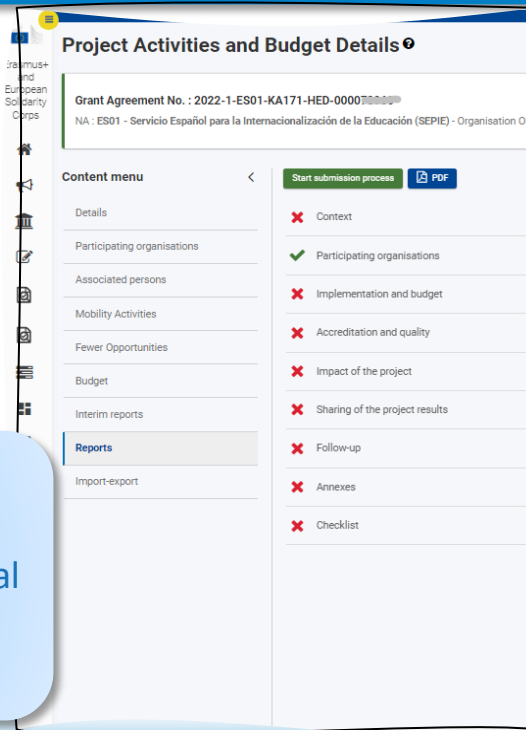 Project Activities and Budget Details
Erasmus+
and
European
Solidarity
Corps
Grant Agreement No. : 2022-1-ES01-KA171-HED-0000
NA : ES01 - Servicio Español para la Internacionalización de la Educación (SEPIE) - Organisation O
Content menu
Details
Participating organisations
Associated persons
Mobility Activities
Fewer Opportunities
Budget
Interim reports
Reports
Import-export
Start submission process
PDF
Context
Participating organisations
Implementation and budget
Accreditation and quality
Impact of the project
Sharing of the project results
Follow-up
Annexes
Checklist
al